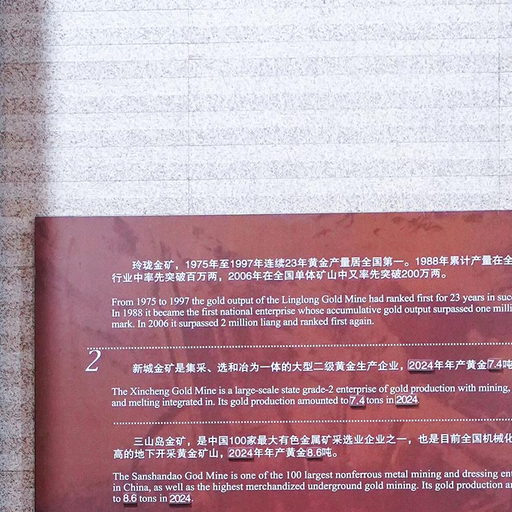 玲珑金矿，1975年至1997年连续23年黄金产量居全国第一。1988年累计产量在全
行业中率先突破百万两，2006年在全国单体矿山中又率先突破200万两。
From 1975 to 1997 the gold output of the Linglong Gold Mine had ranked first for 23 years in succ
In 1988 it became the first national enterprise whose accumulative gold output surpassed one milli
mark. In 2006 it surpassed 2 million liang and ranked first again.
2
新城金矿是集采、选和冶为一体的大型二级黄金生产企业，2024年年产黄金7.4吨
The Xincheng Gold Mine is a large-scale state grade-2 enterprise of gold production with mining,
and melting integrated in. Its gold production amounted to 7.4 tons in 2024.
三山岛金矿，是中国100家最大有色金属矿采选业企业之一，也是目前全国机械化
高的地下开采黄金矿山，2024年年产黄金8.6吨。
The Sanshandao God Mine is one of the 100 largest nonferrous metal mining and dressing ent
in China, as well as the highest merchandized underground gold mining. Its gold production a
to 8.6 tons in 2024.